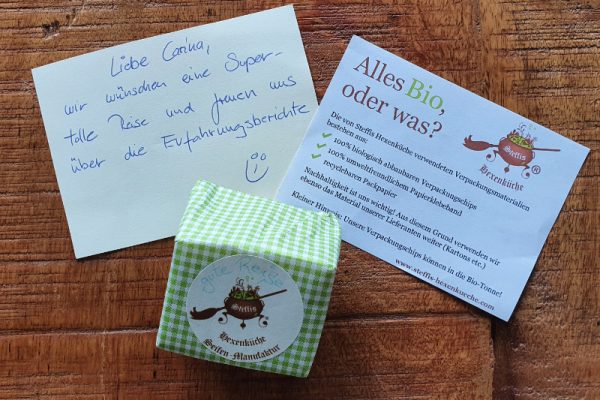 Liebe Carina,
wir wünschen eine Super-
tolle Reise und freuen uns
über die Erfahrungsberichte
Alles Bio,
oder was?
Steffis
Hexenküche
®
Die von Steffis Hexenküche verwendeten Verpackungsmaterialien
bestehen aus:
100% biologisch abbaubaren Verpackungschips
100% umweltfreundlichem Papierklebeband
recyclebaren Packpapier
Nachhaltigkeit ist uns wichtig! Aus diesem Grund verwenden wir
ebenso das Material unserer Lieferanten weiter (Kartons etc.)
Kleiner Hinweis: Unsere Verpackungschips können in die Bio-Tonne!
www.steffis-hexenkueche.com
gute Reise
Steffis
Hexenküche
Seifen-Manufaktur